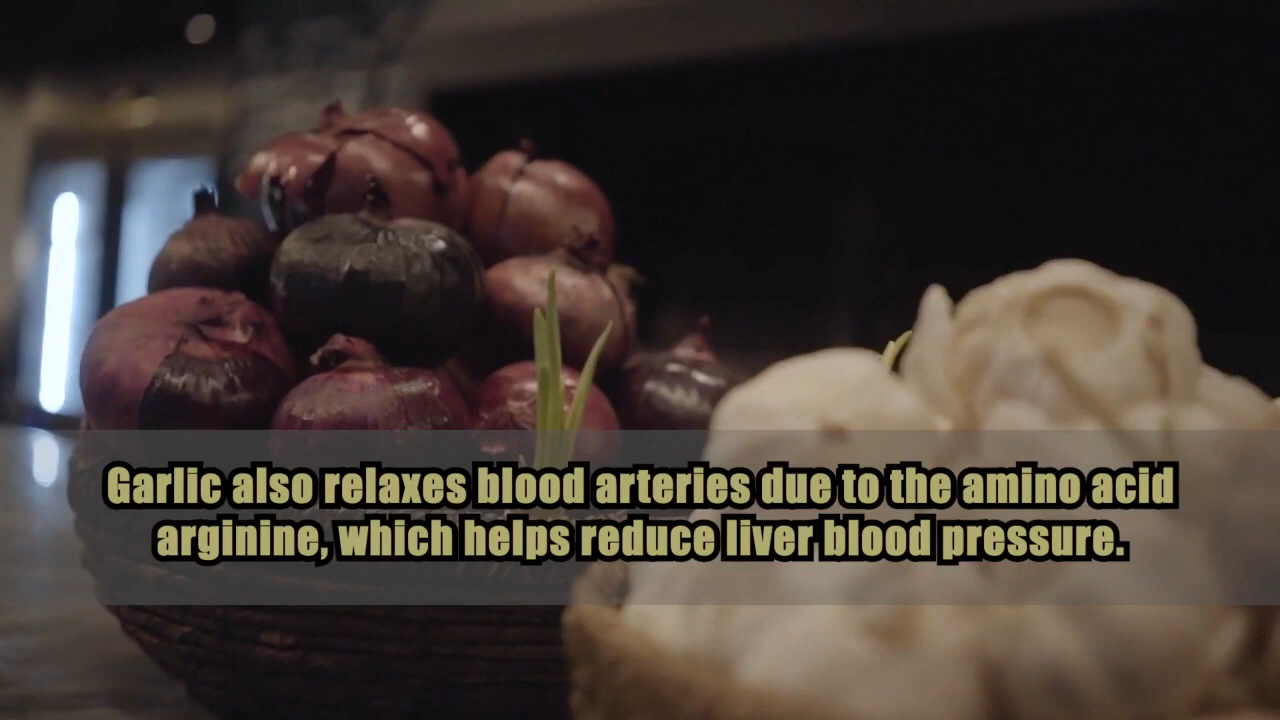 Garlic also relaxes blood arteries due to the amino acid
arginine, which helps reduce liver blood pressure.